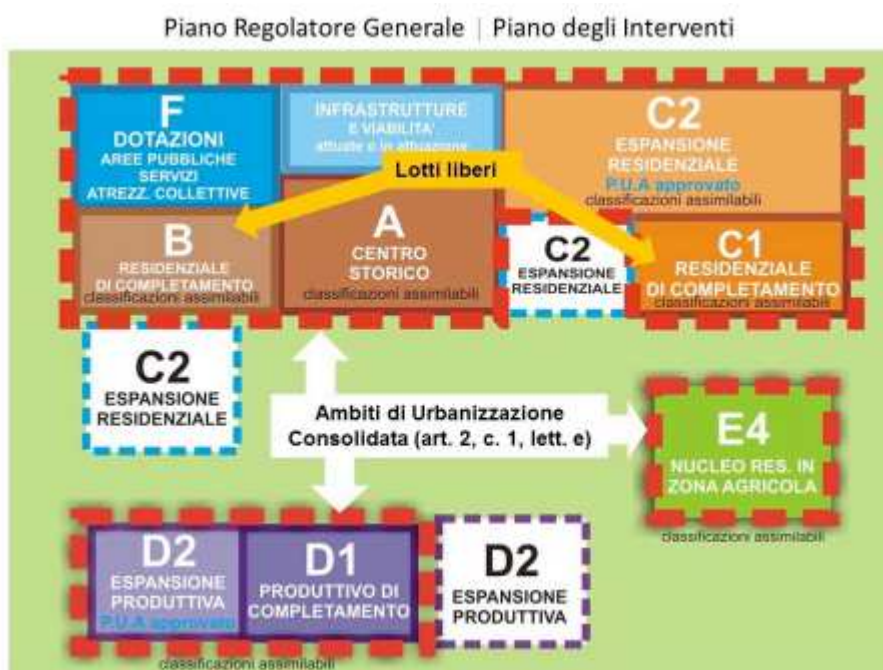 Piano Regolatore Generale | Piano degli Interventi
F
DOTAZIONI
AREE PUBBLICHE
SERVIZI
ATREZZ. COLLETTIVE
INFRASTRUTTURE
E VIABILITA'
attuate o in attuazione
C2
ESPANSIONE
RESIDENZIALE
P.U.A approvato
classificazioni assimilabili
Lotti liberi
B
RESIDENZIALE
DI COMPLETAMENTO
classificazioni assimilabili
A
CENTRO
STORICO
classificazioni assimilabili
C2
ESPANSIONE
RESIDENZIALE
C1
RESIDENZIALE
DI COMPLETAMENTO
classificazioni assimilabili
C2
ESPANSIONE
RESIDENZIALE
Ambiti di Urbanizzazione
Consolidata (art. 2, c. 1, lett. e)
E4
NUCLEO RES. IN
ZONA AGRICOLA
classificazioni assimilabili
D2
ESPANSIONE
PRODUTTIVA
P.U.A approvato
D1
PRODUTTIVO DI
COMPLETAMENTO
classificazioni assimilabili
D2
ESPANSIONE
PRODUTTIVA